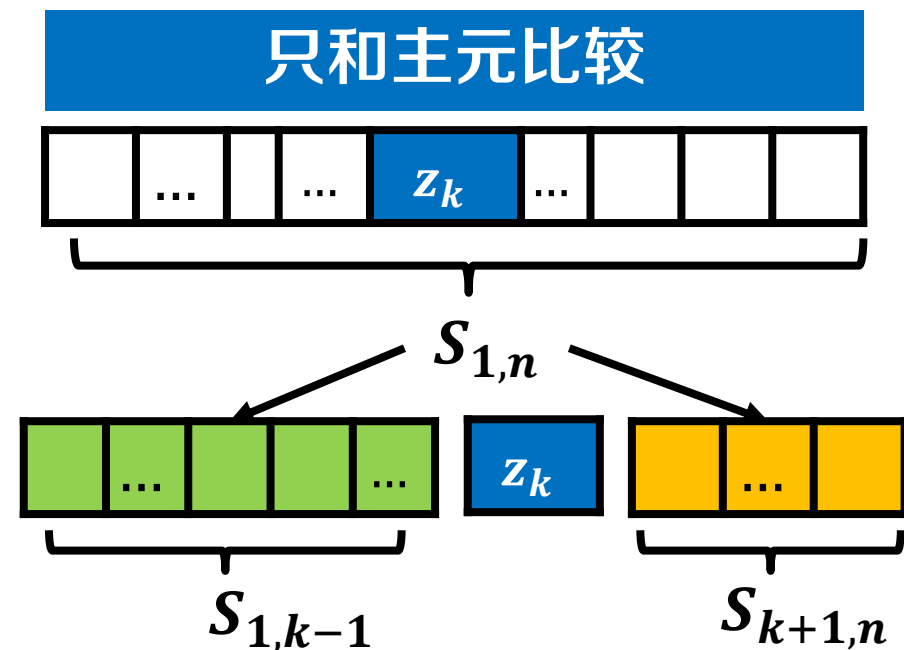 只和主元比较
... ... z_k ...
S_{1,n}
... ... z_k ...
S_{1,k-1} S_{k+1,n}